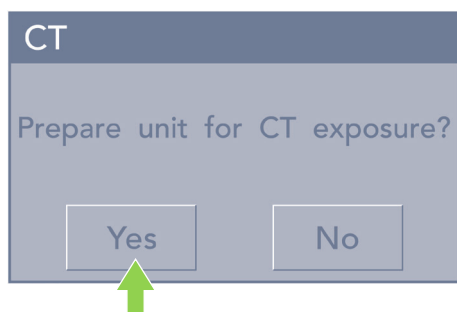 CT
Prepare unit for CT exposure?
Yes No